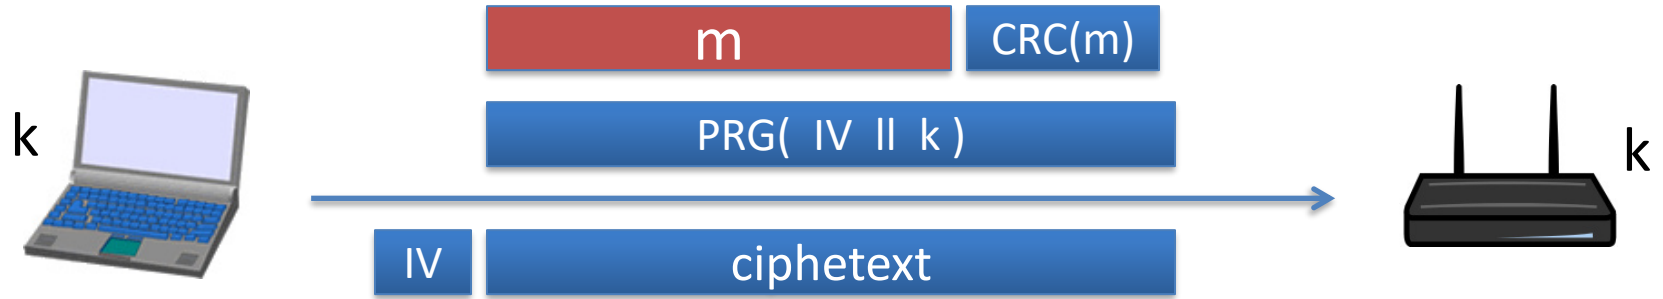 m CRC(m)
k PRG( IV ll k ) k
IV ciphetext